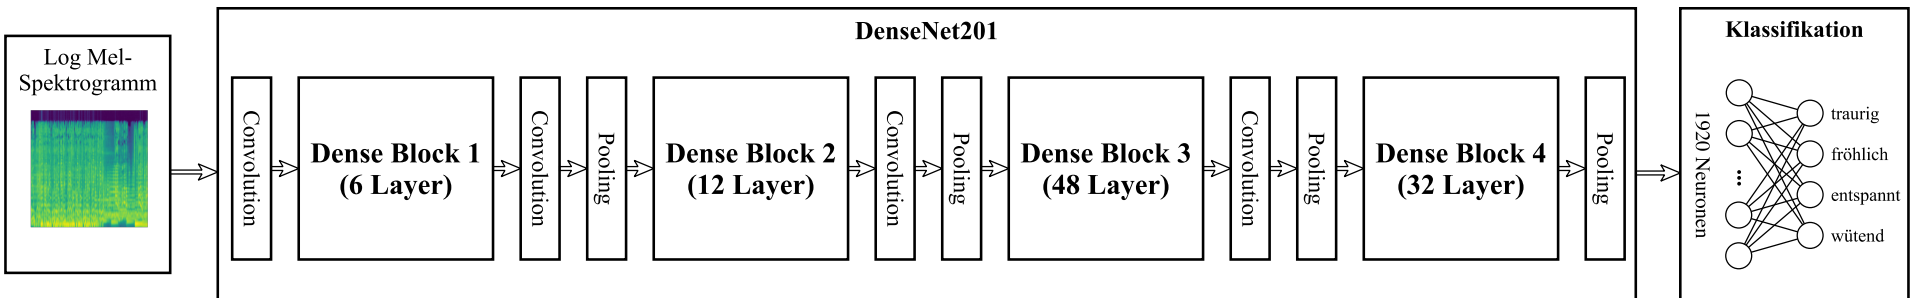 Log Mel-
Spektrogramm
DenseNet201
Convolution
Dense Block 1
(6 Layer)
Convolution
Pooling
Dense Block 2
(12 Layer)
Convolution
Pooling
Dense Block 3
(48 Layer)
Convolution
Pooling
Dense Block 4
(32 Layer)
Pooling
Klassifikation
1920 Neuronen
...
traurig
fröhlich
entspannt
wütend